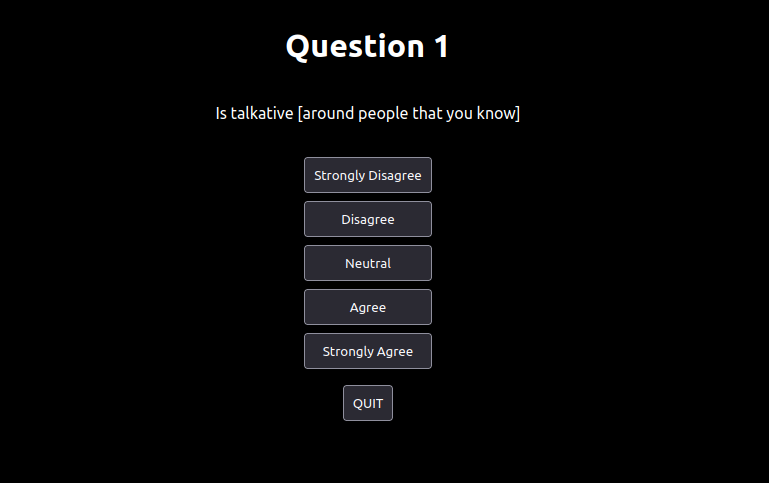 Question 1
Is talkative [around people that you know]
Strongly Disagree
Disagree
Neutral
Agree
Strongly Agree
QUIT